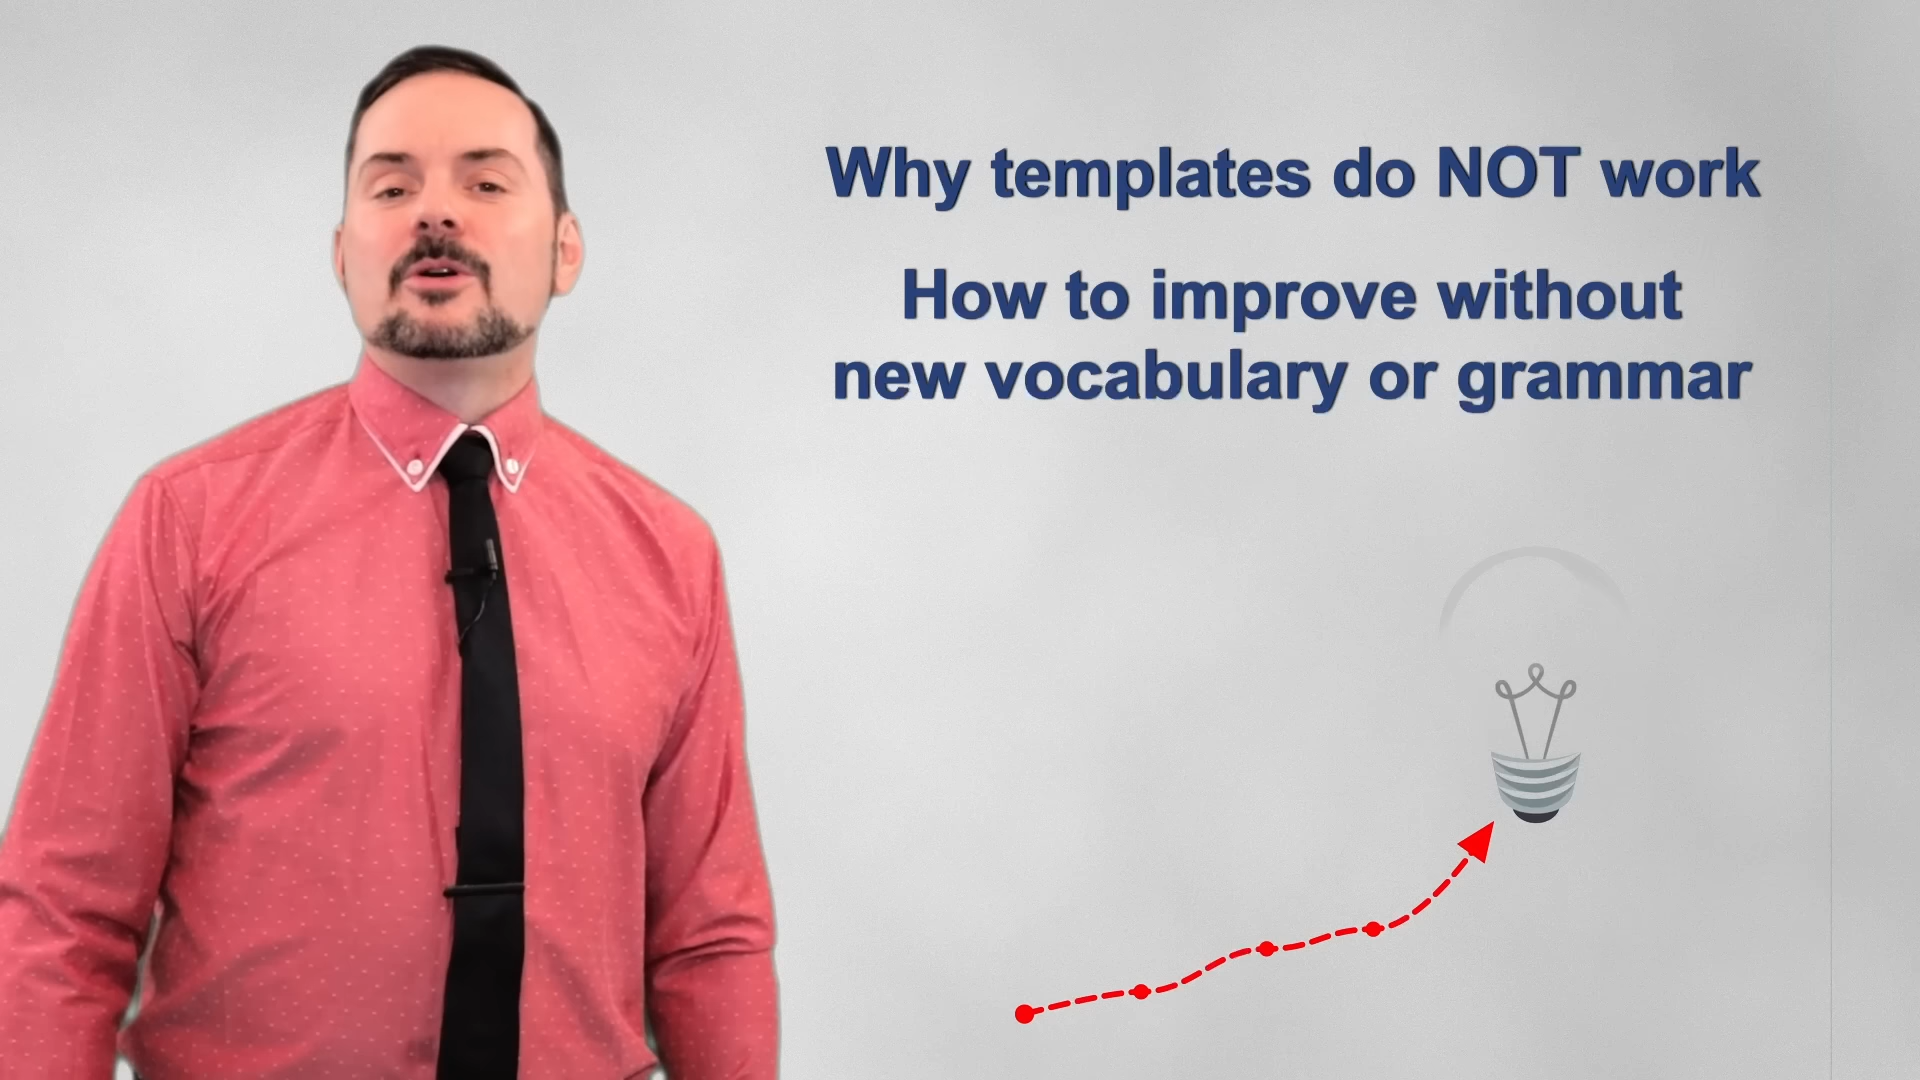 Why templates do NOT work
How to improve without
new vocabulary or grammar